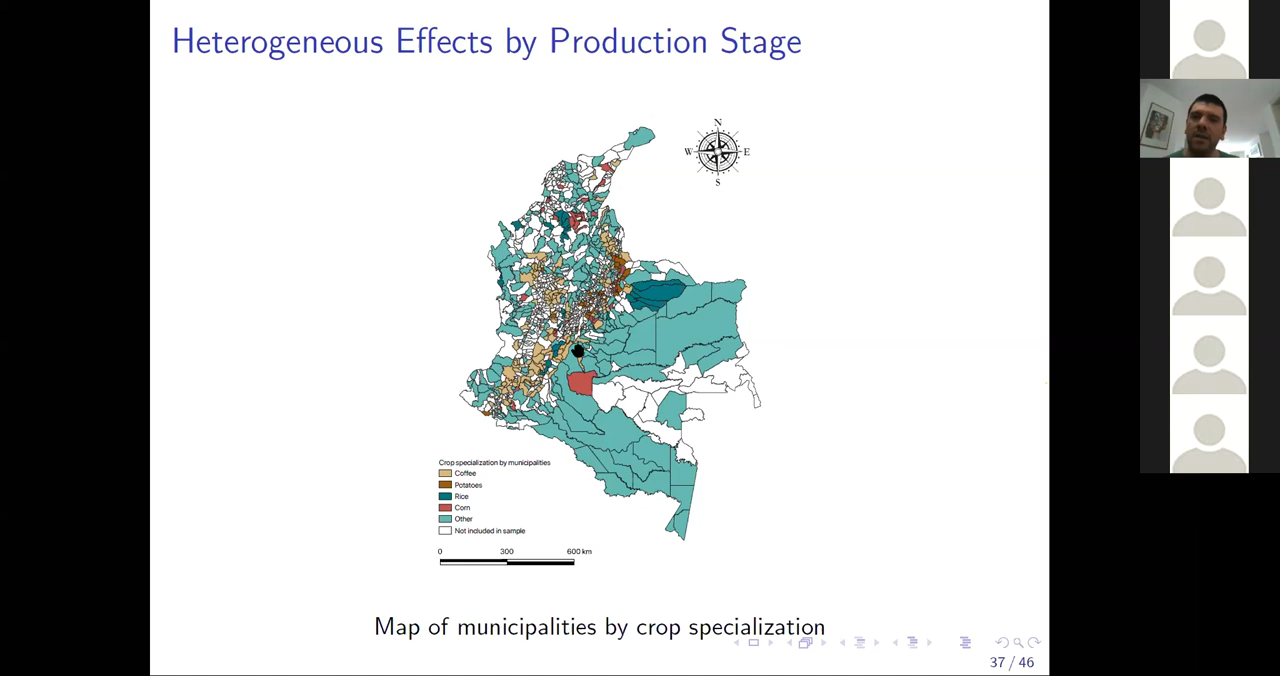 Heterogeneous Effects by Production Stage
N
W
E
S
Crop specialization by municipalities
Coffee
Potatoes
Rice
Corn
Other
Not included in sample
0 300 600 km
Map of municipalities by crop specialization
37 / 46